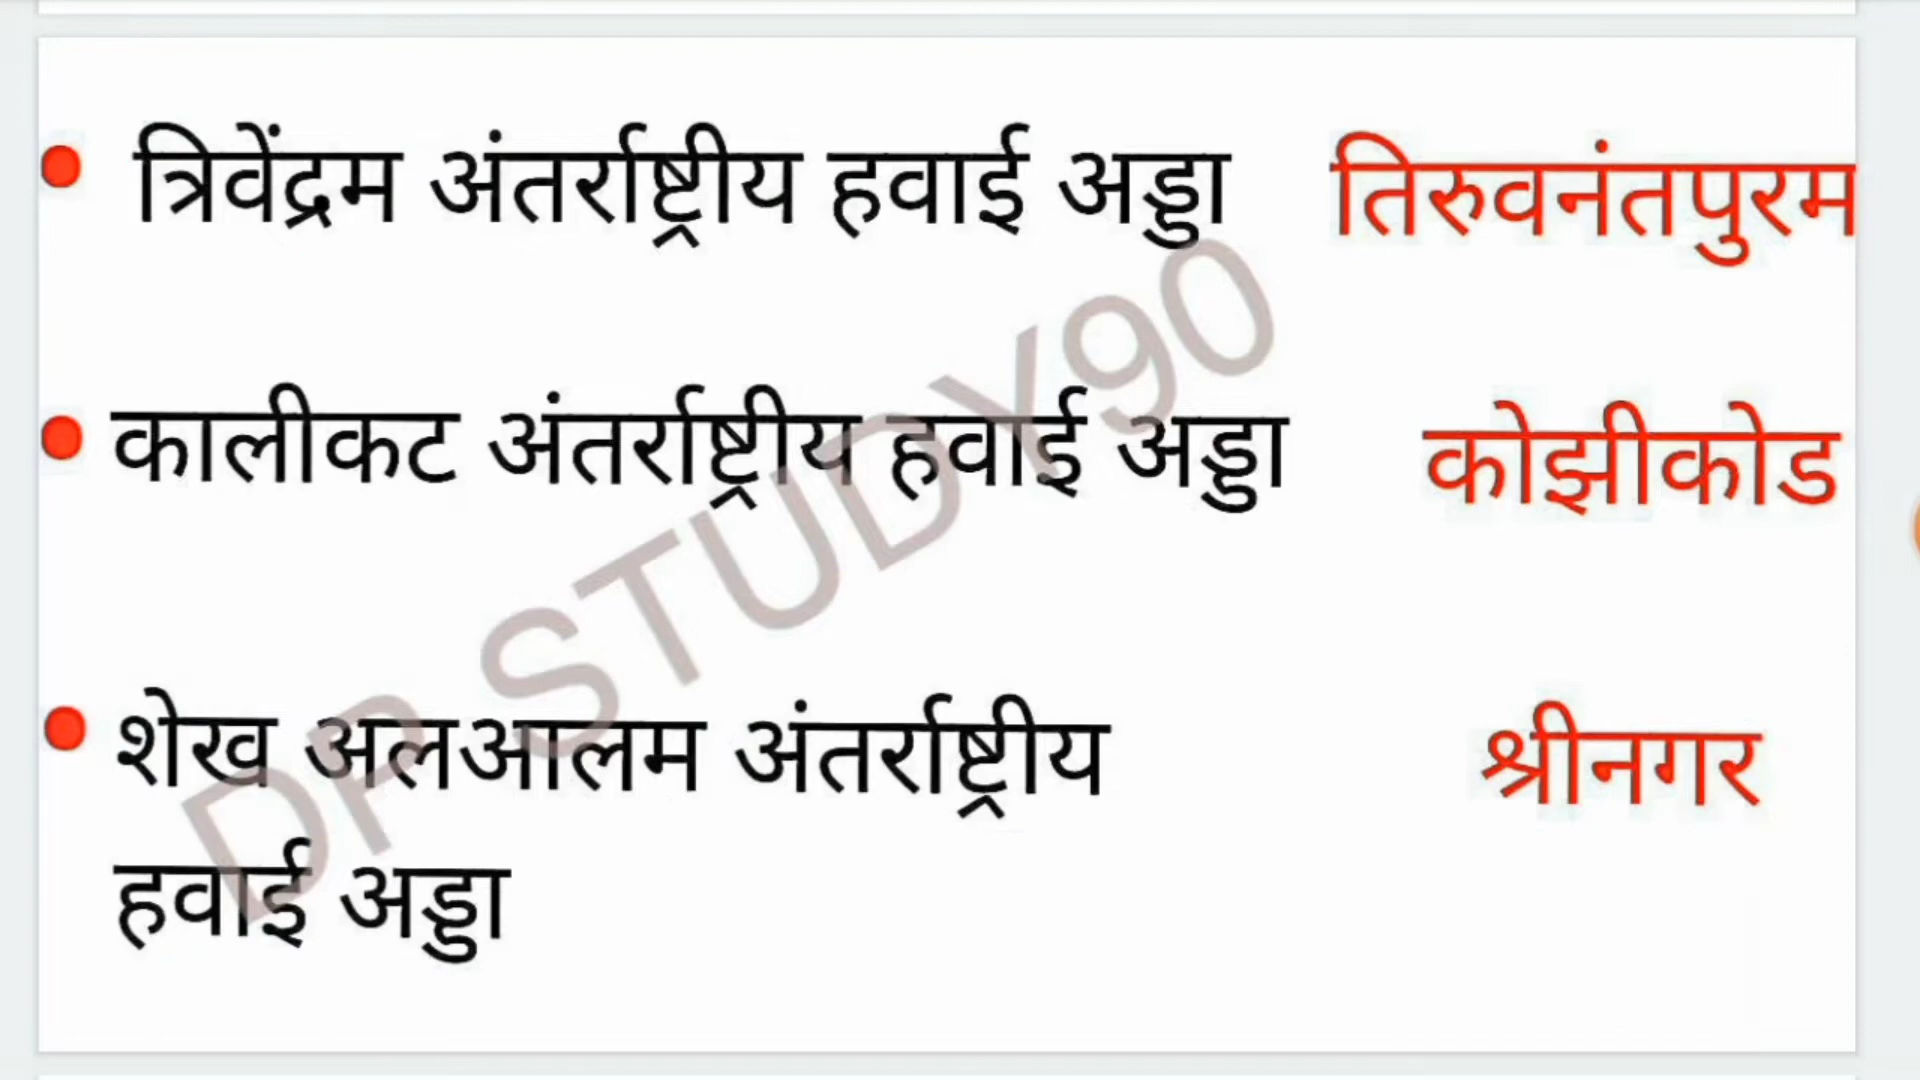 त्रिवेंद्रम अंतर्राष्ट्रीय हवाई अड्डा तिरुवनंतपुरम
कालीकट अंतर्राष्ट्रीय हवाई अड्डा कोझीकोड
शेख अलआलम अंतर्राष्ट्रीय श्रीनगर
हवाई अड्डा
DP STUDY90